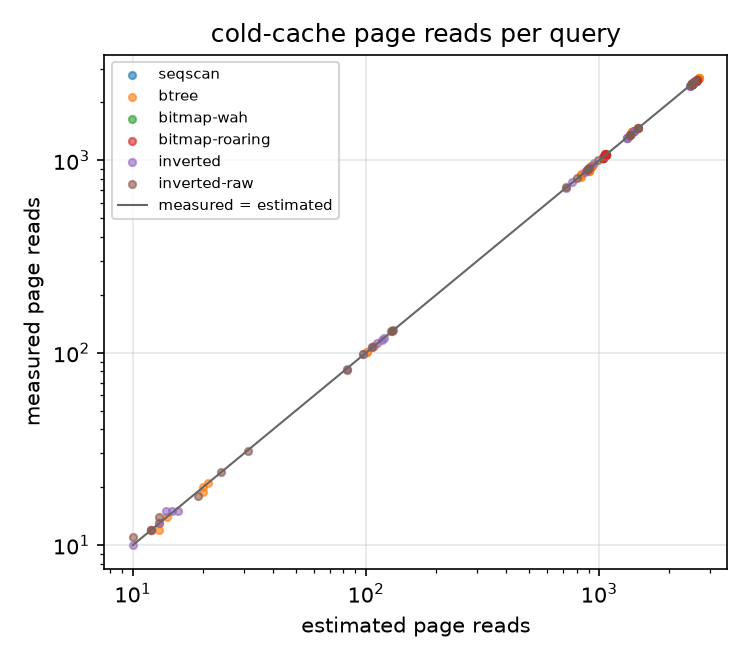 cold-cache page reads per query
seqscan
btree
bitmap-wah
bitmap-roaring
inverted
inverted-raw
measured = estimated
measured page reads
10³
10²
10¹
10¹ 10² 10³
estimated page reads